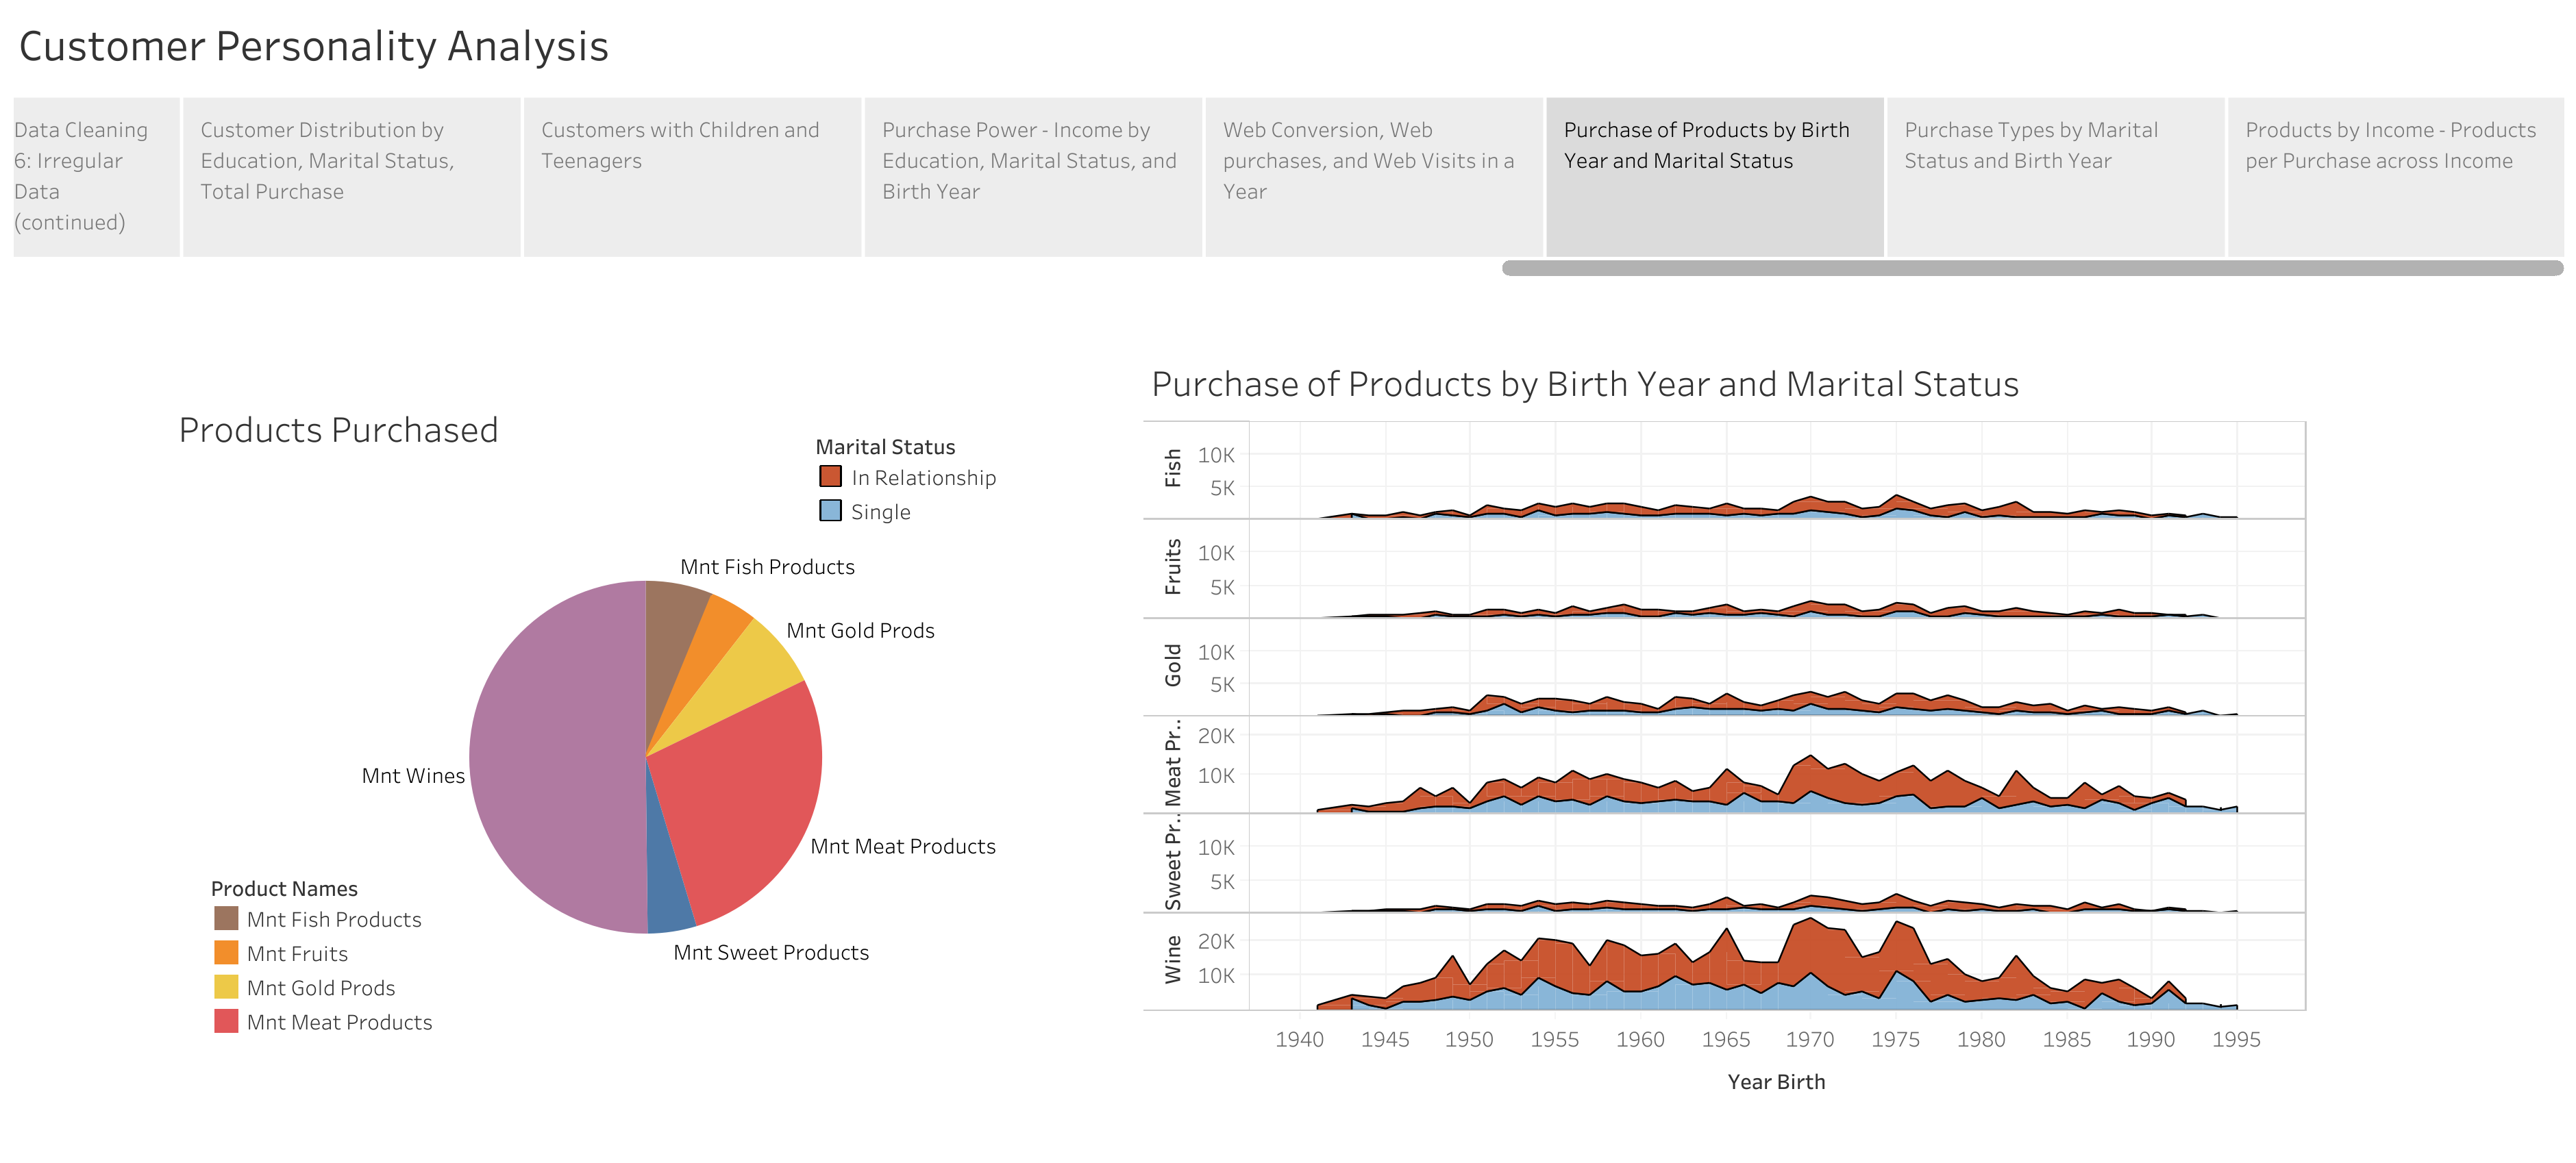 Customer Personality Analysis
Data Cleaning
6: Irregular
Data
(continued)
Customer Distribution by
Education, Marital Status,
Total Purchase
Customers with Children and
Teenagers
Purchase Power - Income by
Education, Marital Status, and
Birth Year
Web Conversion, Web
purchases, and Web Visits in a
Year
Purchase of Products by Birth
Year and Marital Status
Purchase Types by Marital
Status and Birth Year
Products by Income - Products
per Purchase across Income
Products Purchased
Marital Status
In Relationship
Single
Mnt Fish Products
Mnt Gold Prods
Mnt Wines
Mnt Meat Products
Mnt Sweet Products
Product Names
Mnt Fish Products
Mnt Fruits
Mnt Gold Prods
Mnt Meat Products
Purchase of Products by Birth Year and Marital Status
Fish
10K
5K
Fruits
10K
5K
Gold
10K
5K
Meat Pr..
20K
10K
Sweet Pr..
10K
5K
Wine
20K
10K
1940 1945 1950 1955 1960 1965 1970 1975 1980 1985 1990 1995
Year Birth